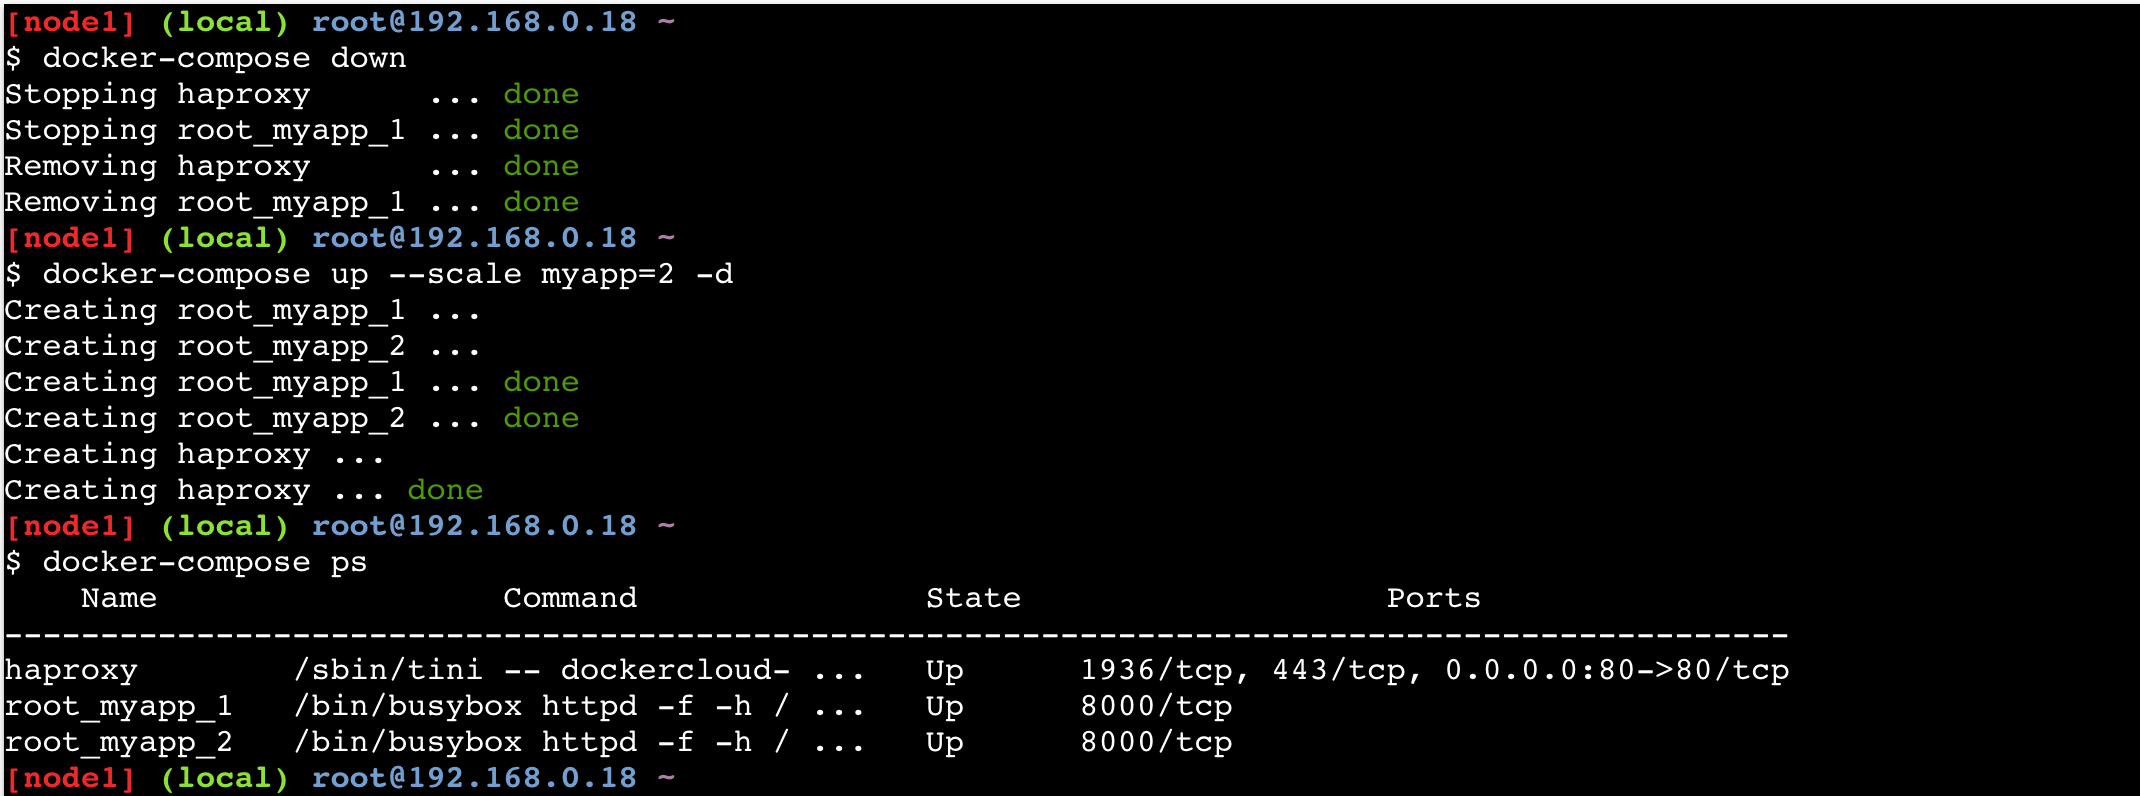 [node1] (local) root@192.168.0.18 ~
$ docker-compose down
Stopping haproxy      ... done
Stopping root_myapp_1 ... done
Removing haproxy      ... done
Removing root_myapp_1 ... done
[node1] (local) root@192.168.0.18 ~
$ docker-compose up --scale myapp=2 -d
Creating root_myapp_1 ...
Creating root_myapp_2 ...
Creating root_myapp_1 ... done
Creating root_myapp_2 ... done
Creating haproxy ...
Creating haproxy ... done
[node1] (local) root@192.168.0.18 ~
$ docker-compose ps
    Name                  Command               State                   Ports
---------------------------------------------------------------------------------------------
haproxy        /sbin/tini -- dockercloud- ...   Up      1936/tcp, 443/tcp, 0.0.0.0:80->80/tcp
root_myapp_1   /bin/busybox httpd -f -h / ...   Up      8000/tcp
root_myapp_2   /bin/busybox httpd -f -h / ...   Up      8000/tcp
[node1] (local) root@192.168.0.18 ~